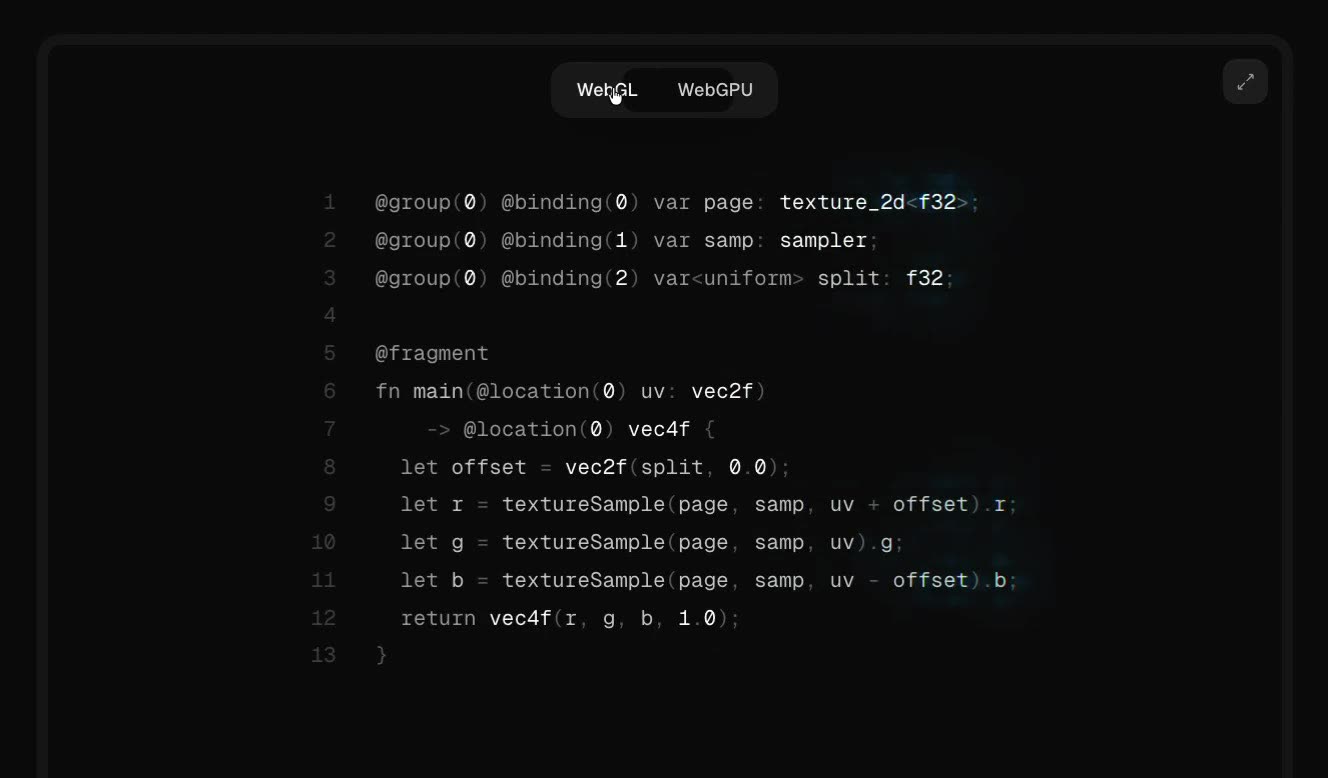 WebGL WebGPU
1 @group(0) @binding(0) var page: texture_2d<f32>;
2 @group(0) @binding(1) var samp: sampler;
3 @group(0) @binding(2) var<uniform> split: f32;
4
5 @fragment
6 fn main(@location(0) uv: vec2f)
7     -> @location(0) vec4f {
8   let offset = vec2f(split, 0.0);
9   let r = textureSample(page, samp, uv + offset).r;
10   let g = textureSample(page, samp, uv).g;
11   let b = textureSample(page, samp, uv - offset).b;
12   return vec4f(r, g, b, 1.0);
13 }